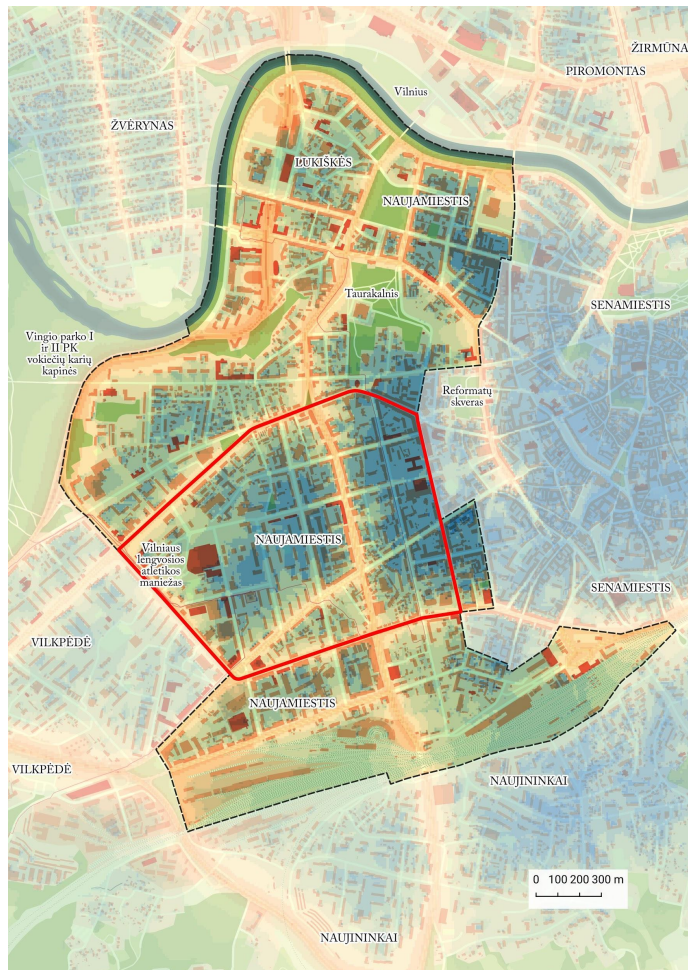 ŽIRMŪNA
PIROMONTAS
Vilnius
ŽVĖRYNAS
LUKIŠKĖS
NAUJAMIESTIS
Taurakalnis
SENAMIESTIS
Vingio parko I
ir II PK
vokiečių karių
kapinės
Reformatų
skveras
NAUJAMIESTIS
Vilniaus
lengvosios
atletikos
maniežas
SENAMIESTIS
VILKPĖDĖ
NAUJAMIESTIS
VILKPĖDĖ
NAUJININKAI
0 100 200 300 m
NAUJININKAI